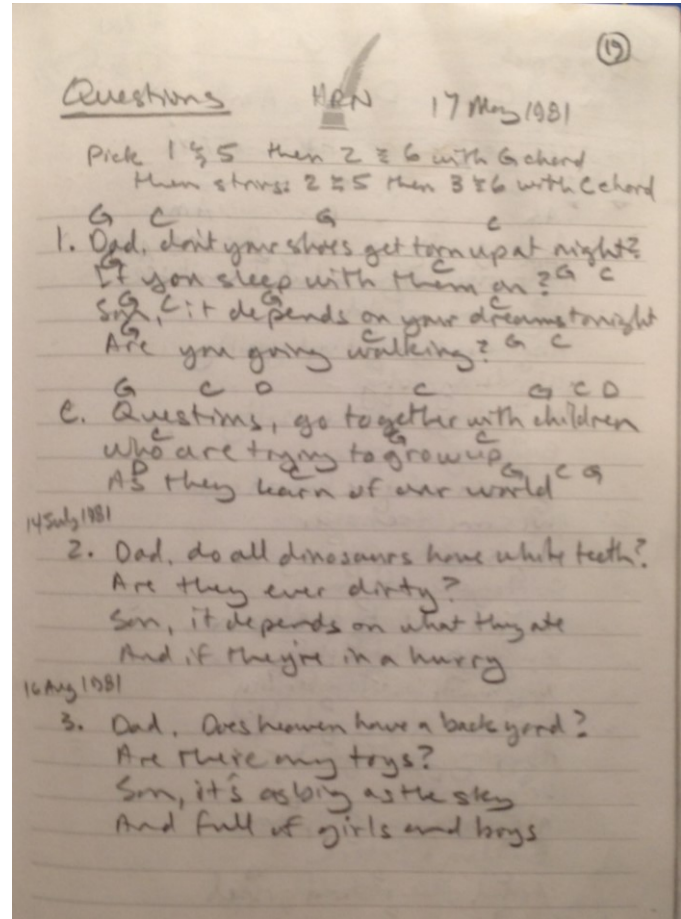 19
Questions HRN 17 May 1981
Pick 1 & 5 then 2 & 6 with G chord
then strings 2 & 5 then 3 & 6 with C chord
G C G C
1. Dad, don't your shoes get torn up at night?
G C G C
If you sleep with them on?
G C G C
Son, it depends on your dreams tonight
G C G C
Are you going walking?
G C D C G C D
C. Questions, go together with children
C G C
who are trying to grow up
D C G C G
As they learn of our world
14 July 1981
2. Dad, do all dinosaurs have white teeth?
Are they ever dirty?
Son, it depends on what they ate
And if they're in a hurry
16 Aug 1981
3. Dad, Does heaven have a back yard?
Are there any toys?
Son, it's as big as the sky
And full of girls and boys